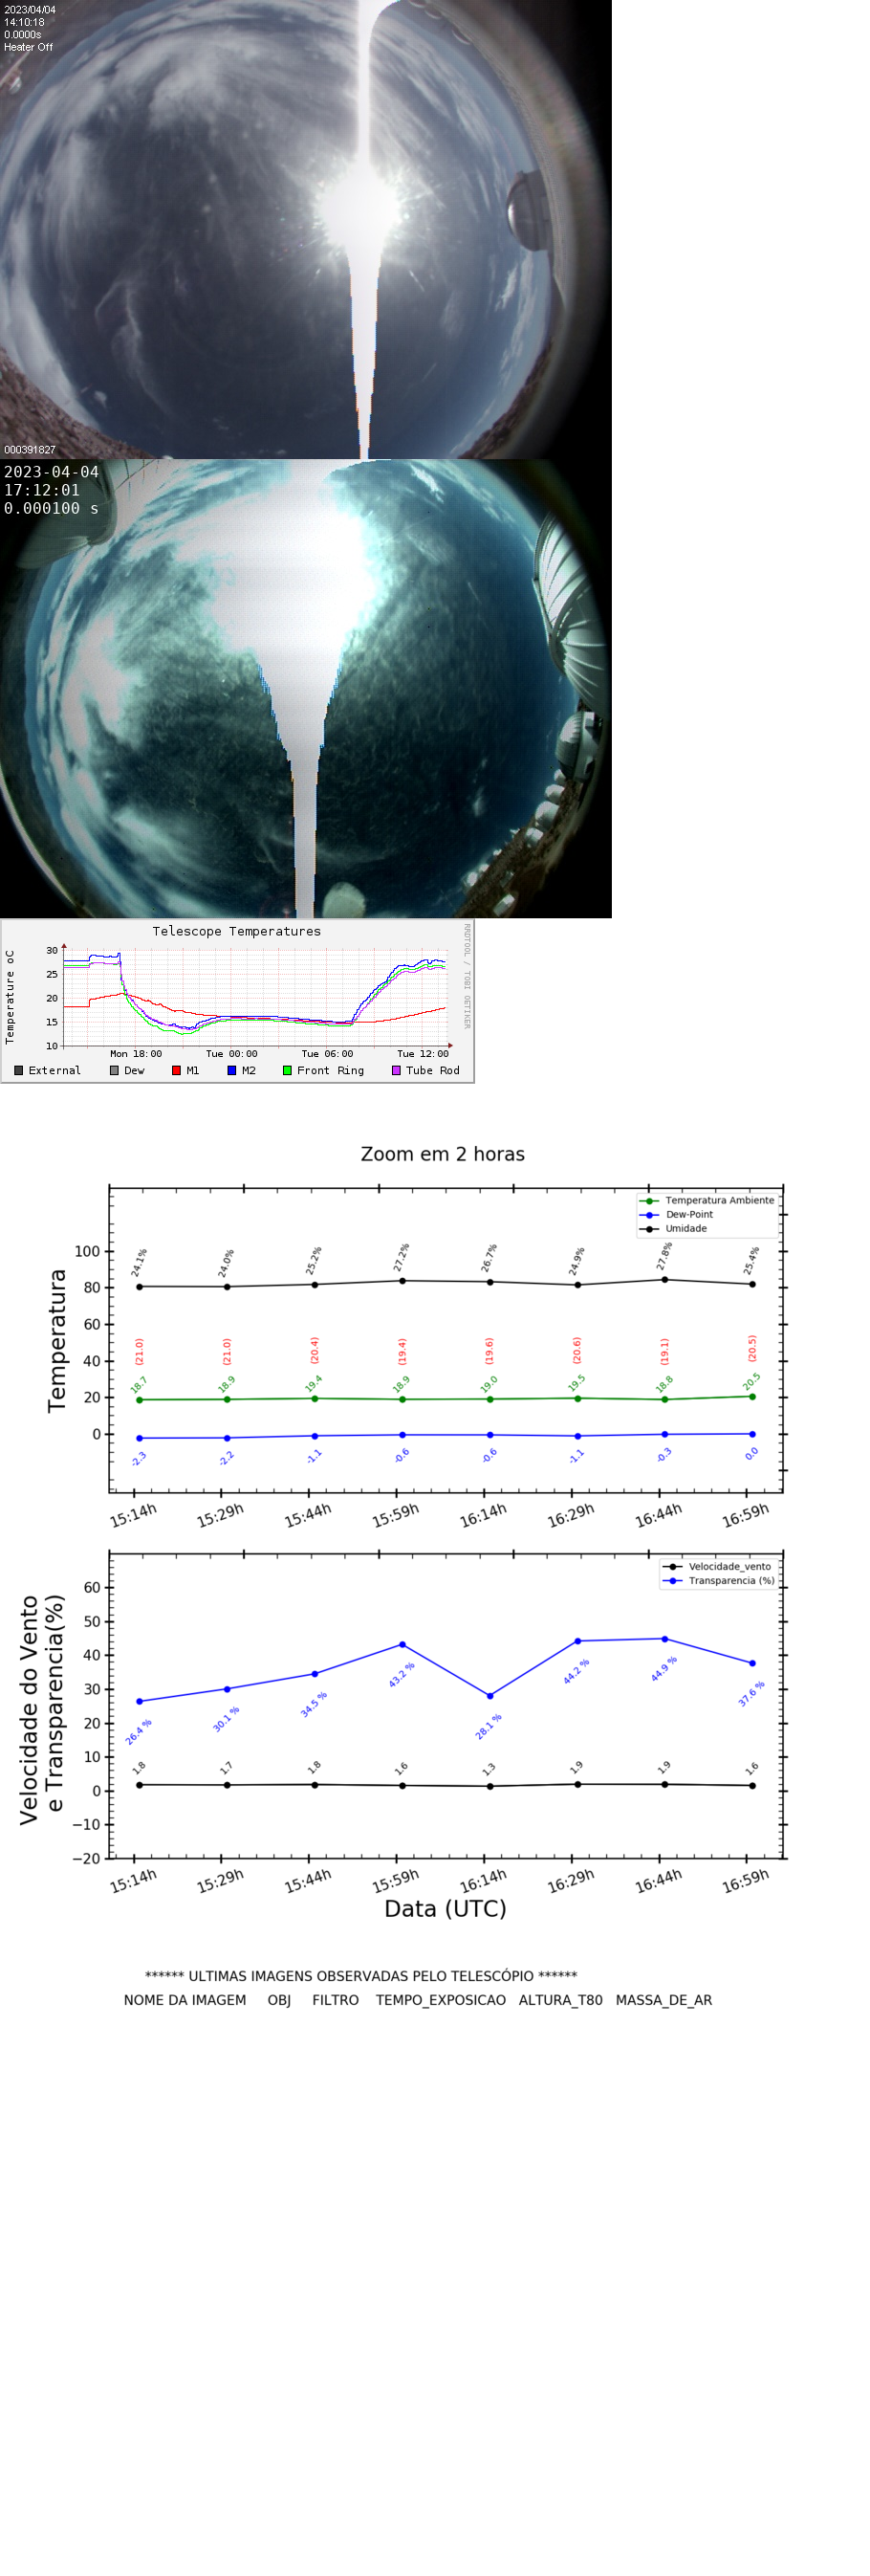 2023/04/04
14:10:18
0.0000s
Heater Off
000391827
2023-04-04
17:12:01
0.000100 s
Telescope Temperatures
RRDTOOL / TOBI OETIKER
Temperature oC
30
25
20
15
10
Mon 18:00 Tue 00:00 Tue 06:00 Tue 12:00
External Dew M1 M2 Front Ring Tube Rod
Zoom em 2 horas
Temperatura Ambiente
Dew-Point
Umidade
Temperatura
100
80
60
40
20
0
24.1% 24.0% 25.2% 27.2% 26.7% 24.9% 27.8% 25.4%
(21.0) (21.0) (20.4) (19.4) (19.6) (20.6) (19.1) (20.5)
18.7 18.9 19.4 18.9 19.0 19.5 18.8 20.5
-2.3 -2.2 -1.1 -0.6 -0.6 -1.1 -0.3 0.0
15:14h 15:29h 15:44h 15:59h 16:14h 16:29h 16:44h 16:59h
Velocidade_vento
Transparencia (%)
Velocidade do Vento
e Transparencia(%)
60
50
40
30
20
10
0
−10
−20
26.4 % 30.1 % 34.5 % 43.2 % 28.1 % 44.2 % 44.9 % 37.6 %
1.8 1.7 1.8 1.6 1.3 1.9 1.9 1.6
15:14h 15:29h 15:44h 15:59h 16:14h 16:29h 16:44h 16:59h
Data (UTC)
****** ULTIMAS IMAGENS OBSERVADAS PELO TELESCÓPIO ******
NOME DA IMAGEM OBJ FILTRO TEMPO_EXPOSICAO ALTURA_T80 MASSA_DE_AR